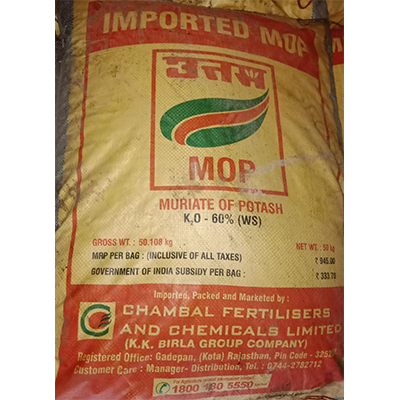 IMPORTED MOP
उत्तम
MOP
MURIATE OF POTASH
K₂O - 60% (WS)
GROSS WT. : 50.108 kg NET WT. : 50 kg
MRP PER BAG : (INCLUSIVE OF ALL TAXES) ₹ 945.00
GOVERNMENT OF INDIA SUBSIDY PER BAG : ₹ 333.70
Imported, Packed and Marketed by :
CHAMBAL FERTILISERS
AND CHEMICALS LIMITED
(K.K. BIRLA GROUP COMPANY)
Registered Office: Gadepan, (Kota) Rajasthan, Pin Code -
Customer Care : Manager- Distribution, Tel. : 0744-2782712
1800 180 5550